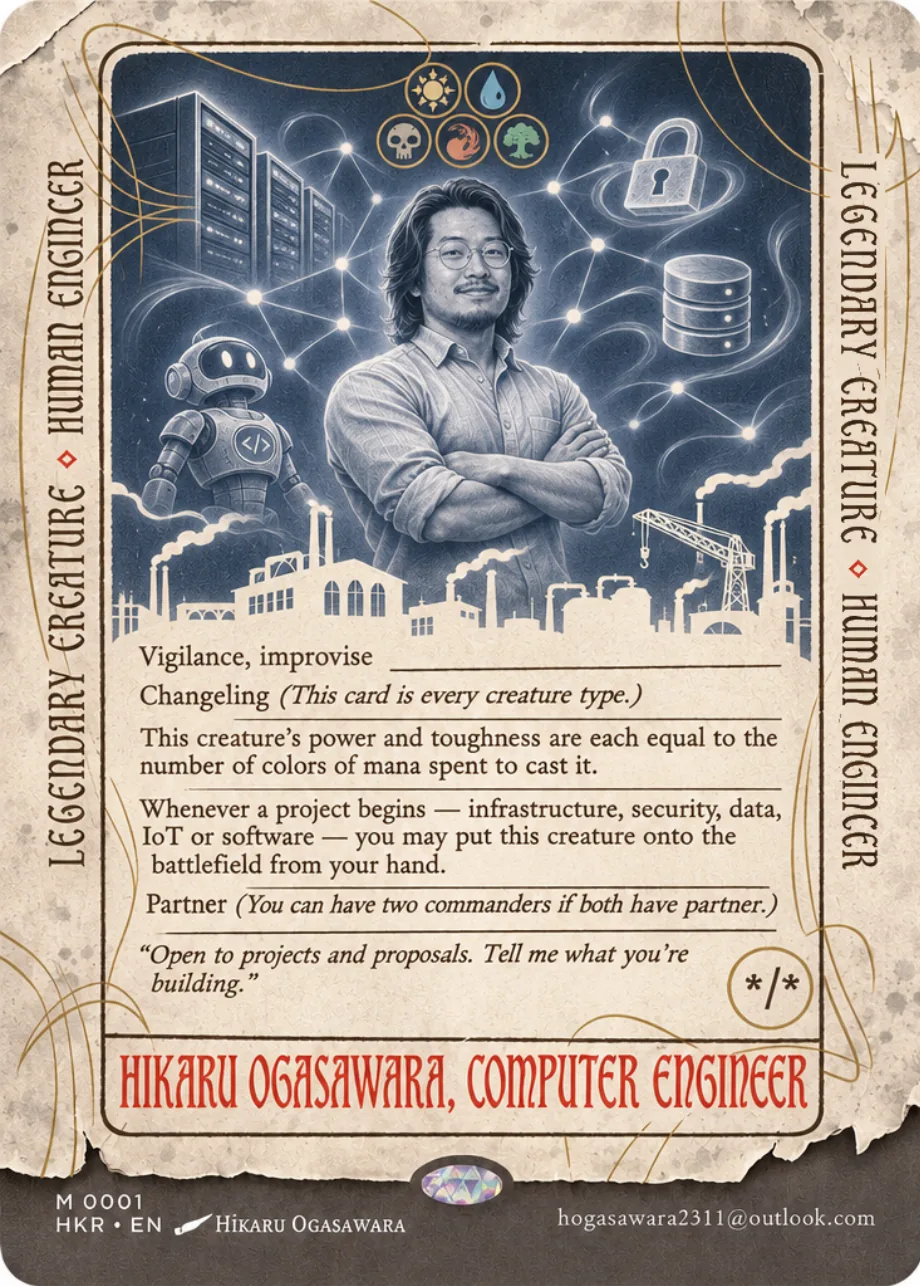 LEGENDARY CREATURE ◆ HUMAN ENGINEER
LEGENDARY CREATURE ◆ HUMAN ENGINEER
</>
Vigilance, improvise
Changeling (This card is every creature type.)
This creature's power and toughness are each equal to the
number of colors of mana spent to cast it.
Whenever a project begins — infrastructure, security, data,
IoT or software — you may put this creature onto the
battlefield from your hand.
Partner (You can have two commanders if both have partner.)
“Open to projects and proposals. Tell me what you're
building.”
*/*
HIKARU OGASAWARA, COMPUTER ENGINEER
M 0001
HKR • EN HIKARU OGASAWARA
hogasawara2311@outlook.com